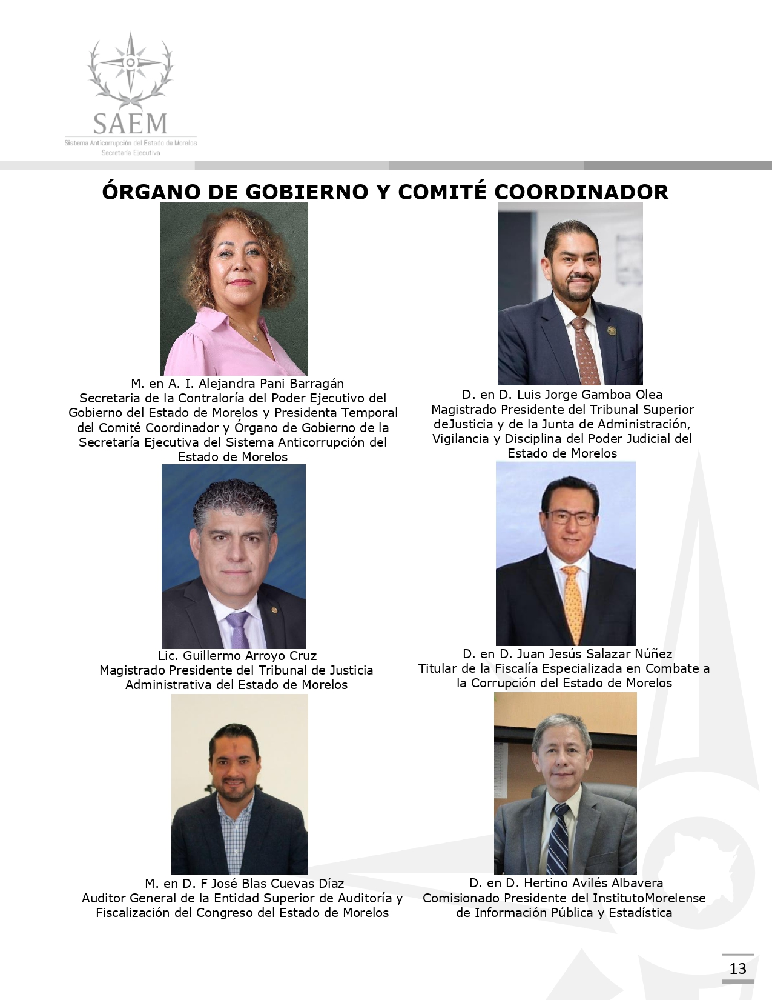 SAEM
Sistema Anticorrupción del Estado de Morelos
Secretaría Ejecutiva
ÓRGANO DE GOBIERNO Y COMITÉ COORDINADOR
M. en A. I. Alejandra Pani Barragán
Secretaria de la Contraloría del Poder Ejecutivo del
Gobierno del Estado de Morelos y Presidenta Temporal
del Comité Coordinador y Órgano de Gobierno de la
Secretaría Ejecutiva del Sistema Anticorrupción del
Estado de Morelos
D. en D. Luis Jorge Gamboa Olea
Magistrado Presidente del Tribunal Superior
deJusticia y de la Junta de Administración,
Vigilancia y Disciplina del Poder Judicial del
Estado de Morelos
Lic. Guillermo Arroyo Cruz
Magistrado Presidente del Tribunal de Justicia
Administrativa del Estado de Morelos
D. en D. Juan Jesús Salazar Núñez
Titular de la Fiscalía Especializada en Combate a
la Corrupción del Estado de Morelos
M. en D. F José Blas Cuevas Díaz
Auditor General de la Entidad Superior de Auditoría y
Fiscalización del Congreso del Estado de Morelos
D. en D. Hertino Avilés Albavera
Comisionado Presidente del InstitutoMorelense
de Información Pública y Estadística
13